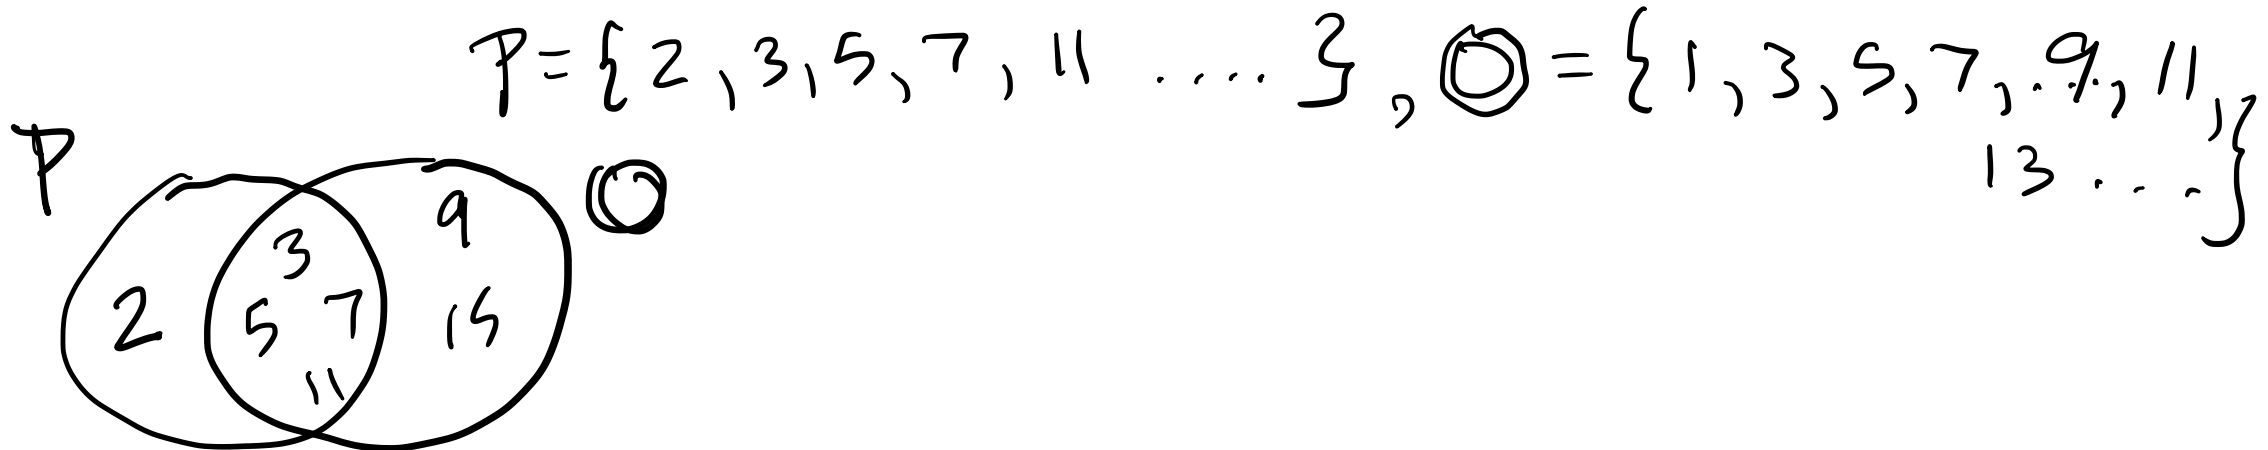 P = {2, 3, 5, 7, 11 ....}, O = {1, 3, 5, 7, 9, 11,
13 ....}
P
O
9
3
2
5 7
15
11